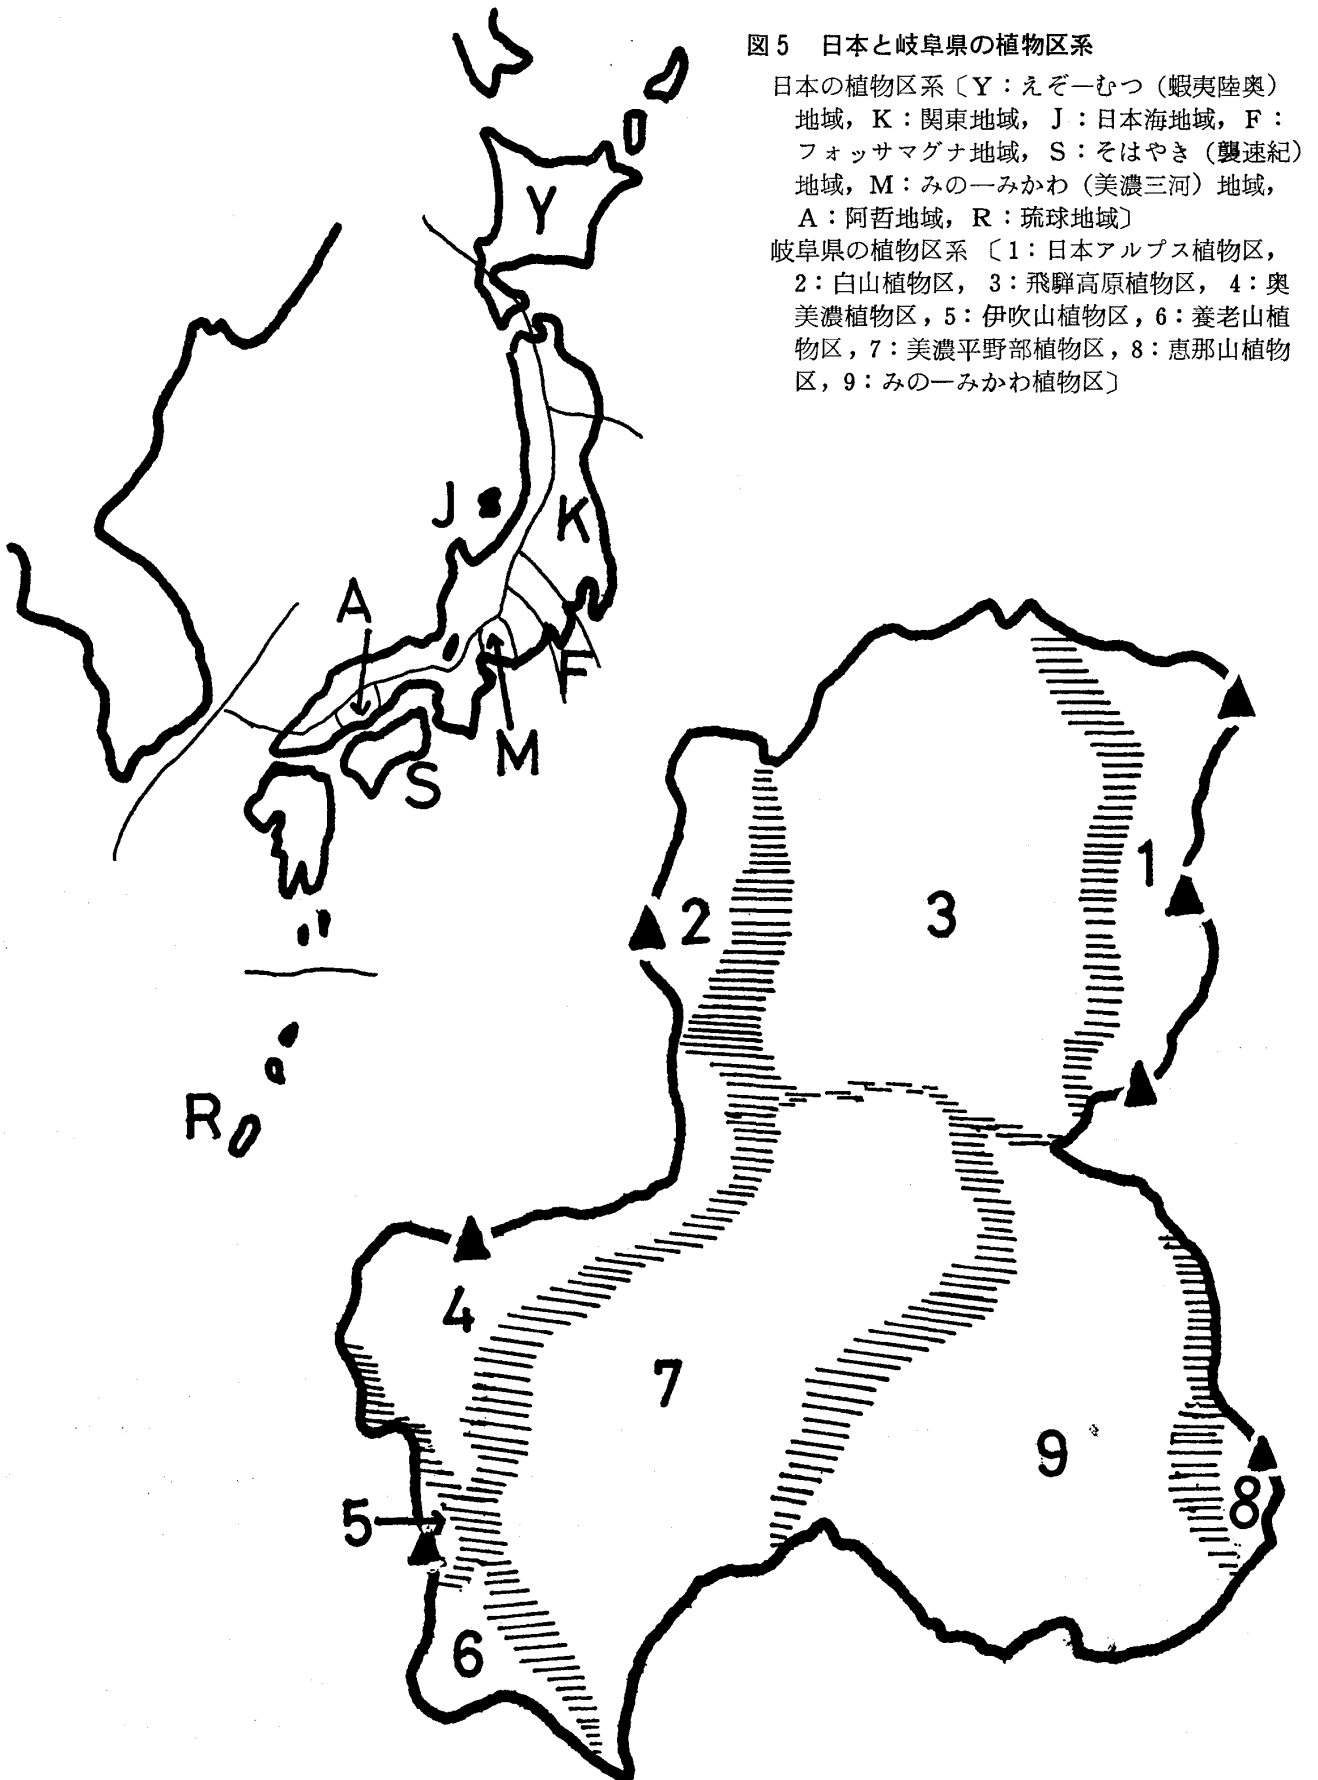 図5 日本と岐阜県の植物区系
日本の植物区系〔Y:えぞーむつ(蝦夷陸奥)
地域,K:関東地域,J:日本海地域,F:
フォッサマグナ地域,S:そはやき(襲速紀)
地域,M:みの—みかわ(美濃三河)地域,
A:阿哲地域,R:琉球地域〕
岐阜県の植物区系〔1:日本アルプス植物区,
2:白山植物区,3:飛騨高原植物区,4:奥
美濃植物区,5:伊吹山植物区,6:養老山植
物区,7:美濃平野部植物区,8:恵那山植物
区,9:みの—みかわ植物区〕
Y
J
K
A
F
M
S
R
1
2
3
4
7
9
8
5
6